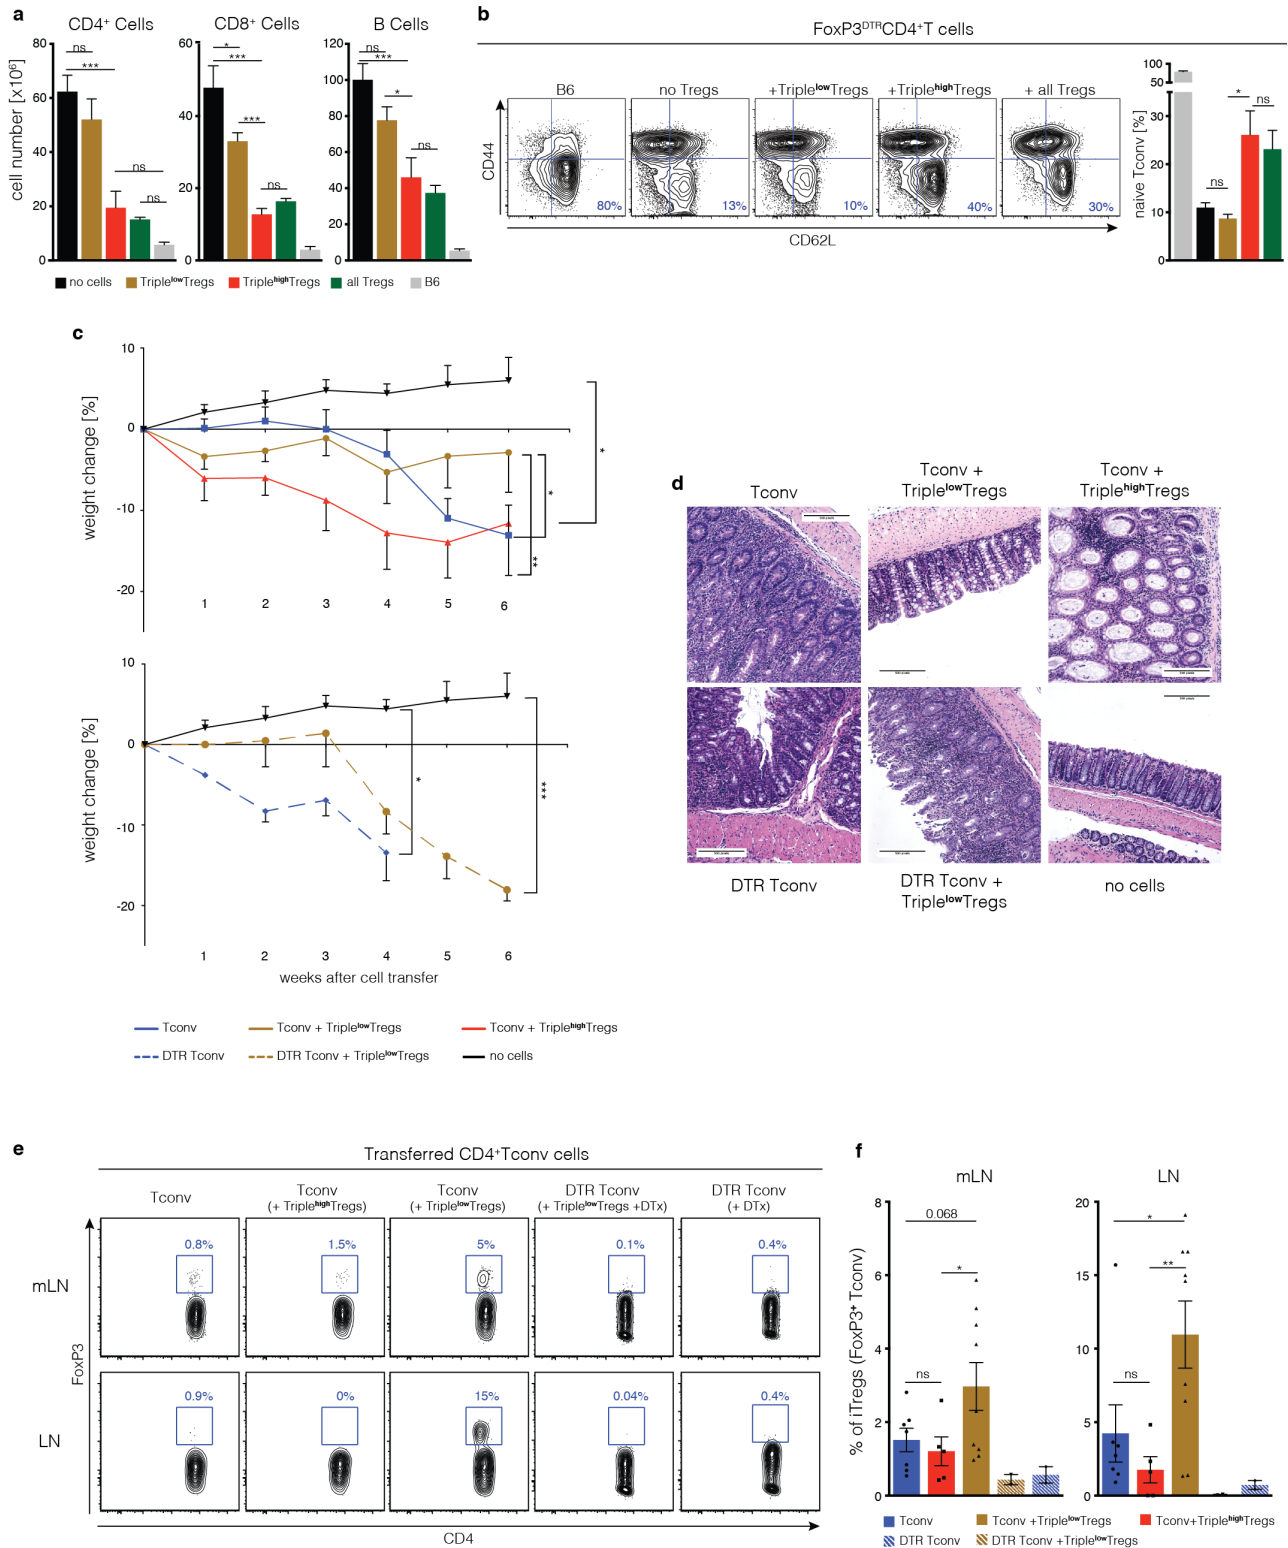 a
CD4⁺ Cells
CD8⁺ Cells
B Cells
cell number [x10⁶]
80
60
40
20
0
ns
***
ns
ns
60
40
20
0
*
***
***
ns
120
100
80
60
40
20
0
ns
***
*
ns
no cells
TriplelowTregs
TriplehighTregs
all Tregs
B6
b
FoxP3ᴰᵀᴿCD4⁺T cells
B6
no Tregs
+TriplelowTregs
+TriplehighTregs
+ all Tregs
CD44
80%
13%
10%
40%
30%
CD62L
naive Tconv [%]
100
50
30
20
10
0
ns
*
ns
c
weight change [%]
10
0
-10
-20
1 2 3 4 5 6
*
*
**
weight change [%]
10
0
-10
-20
1 2 3 4 5 6
*
***
weeks after cell transfer
Tconv
Tconv + TriplelowTregs
Tconv + TriplehighTregs
DTR Tconv
DTR Tconv + TriplelowTregs
no cells
d
Tconv
Tconv +
TriplelowTregs
Tconv +
TriplehighTregs
DTR Tconv
DTR Tconv +
TriplelowTregs
no cells
e
Transferred CD4⁺Tconv cells
Tconv
Tconv
(+ TriplehighTregs)
Tconv
(+ TriplelowTregs)
DTR Tconv
(+ TriplelowTregs +DTx)
DTR Tconv
(+ DTx)
mLN
0.8%
1.5%
5%
0.1%
0.4%
LN
0.9%
0%
15%
0.04%
0.4%
FoxP3
CD4
f
mLN
LN
% of iTregs (FoxP3⁺ Tconv)
8
6
4
2
0
0.068
*
ns
20
15
10
5
0
*
**
ns
Tconv
Tconv +TriplelowTregs
Tconv+TriplehighTregs
DTR Tconv
DTR Tconv +TriplelowTregs